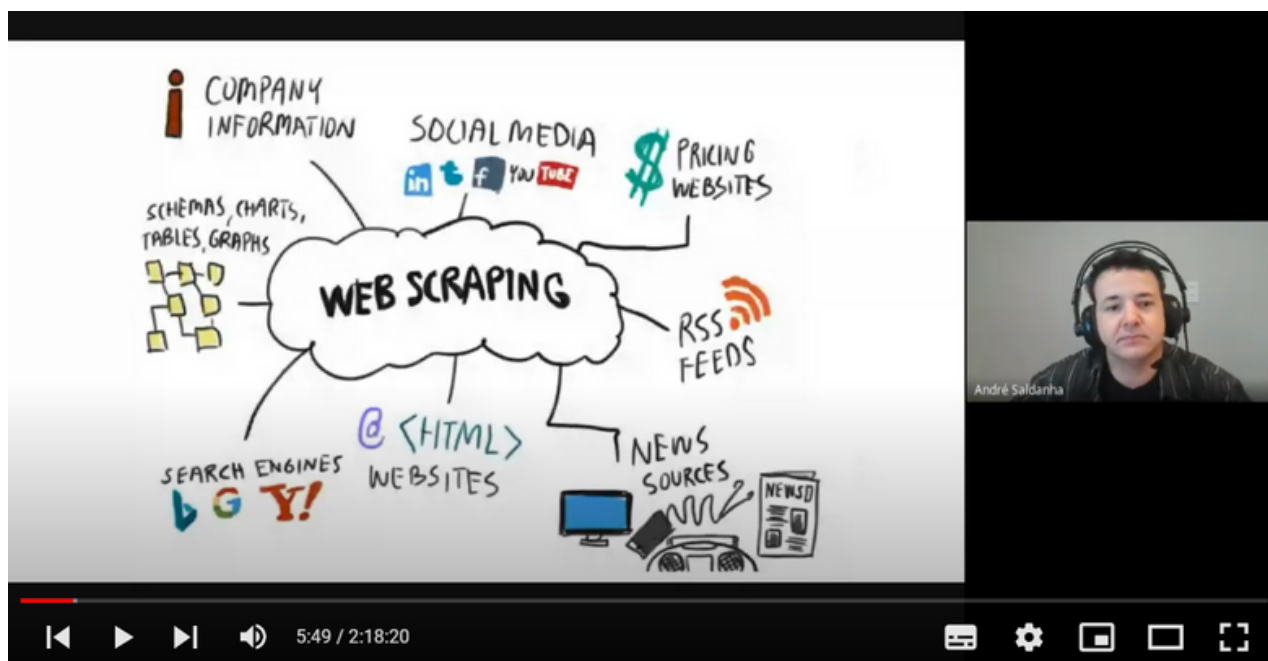 COMPANY
INFORMATION
SOCIAL MEDIA
in t f YOU TUBE
$ PRICING
WEBSITES
SCHEMAS, CHARTS,
TABLES, GRAPHS
WEB SCRAPING
RSS
FEEDS
André Saldanha
@ <HTML>
WEBSITES
NEWS
SOURCES
SEARCH ENGINES
b G Y!
NEWS
5:49 / 2:18:20